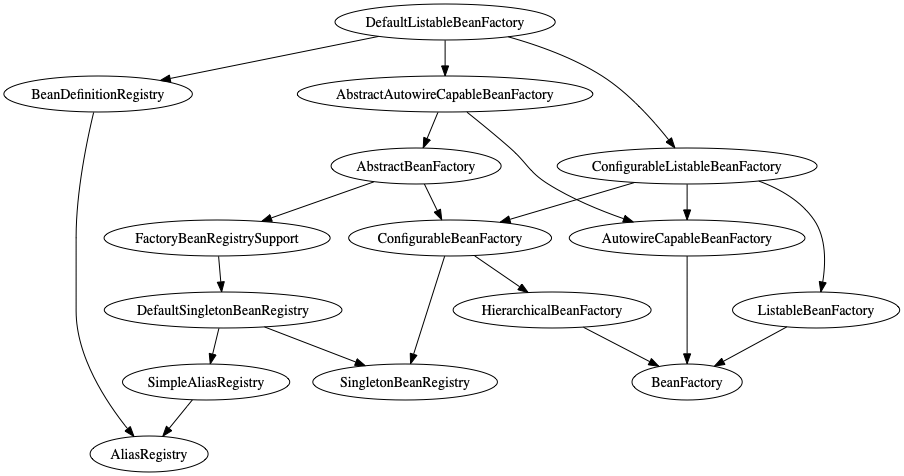 DefaultListableBeanFactory
BeanDefinitionRegistry
AbstractAutowireCapableBeanFactory
AbstractBeanFactory
ConfigurableListableBeanFactory
FactoryBeanRegistrySupport
ConfigurableBeanFactory
AutowireCapableBeanFactory
DefaultSingletonBeanRegistry
HierarchicalBeanFactory
ListableBeanFactory
SimpleAliasRegistry
SingletonBeanRegistry
BeanFactory
AliasRegistry